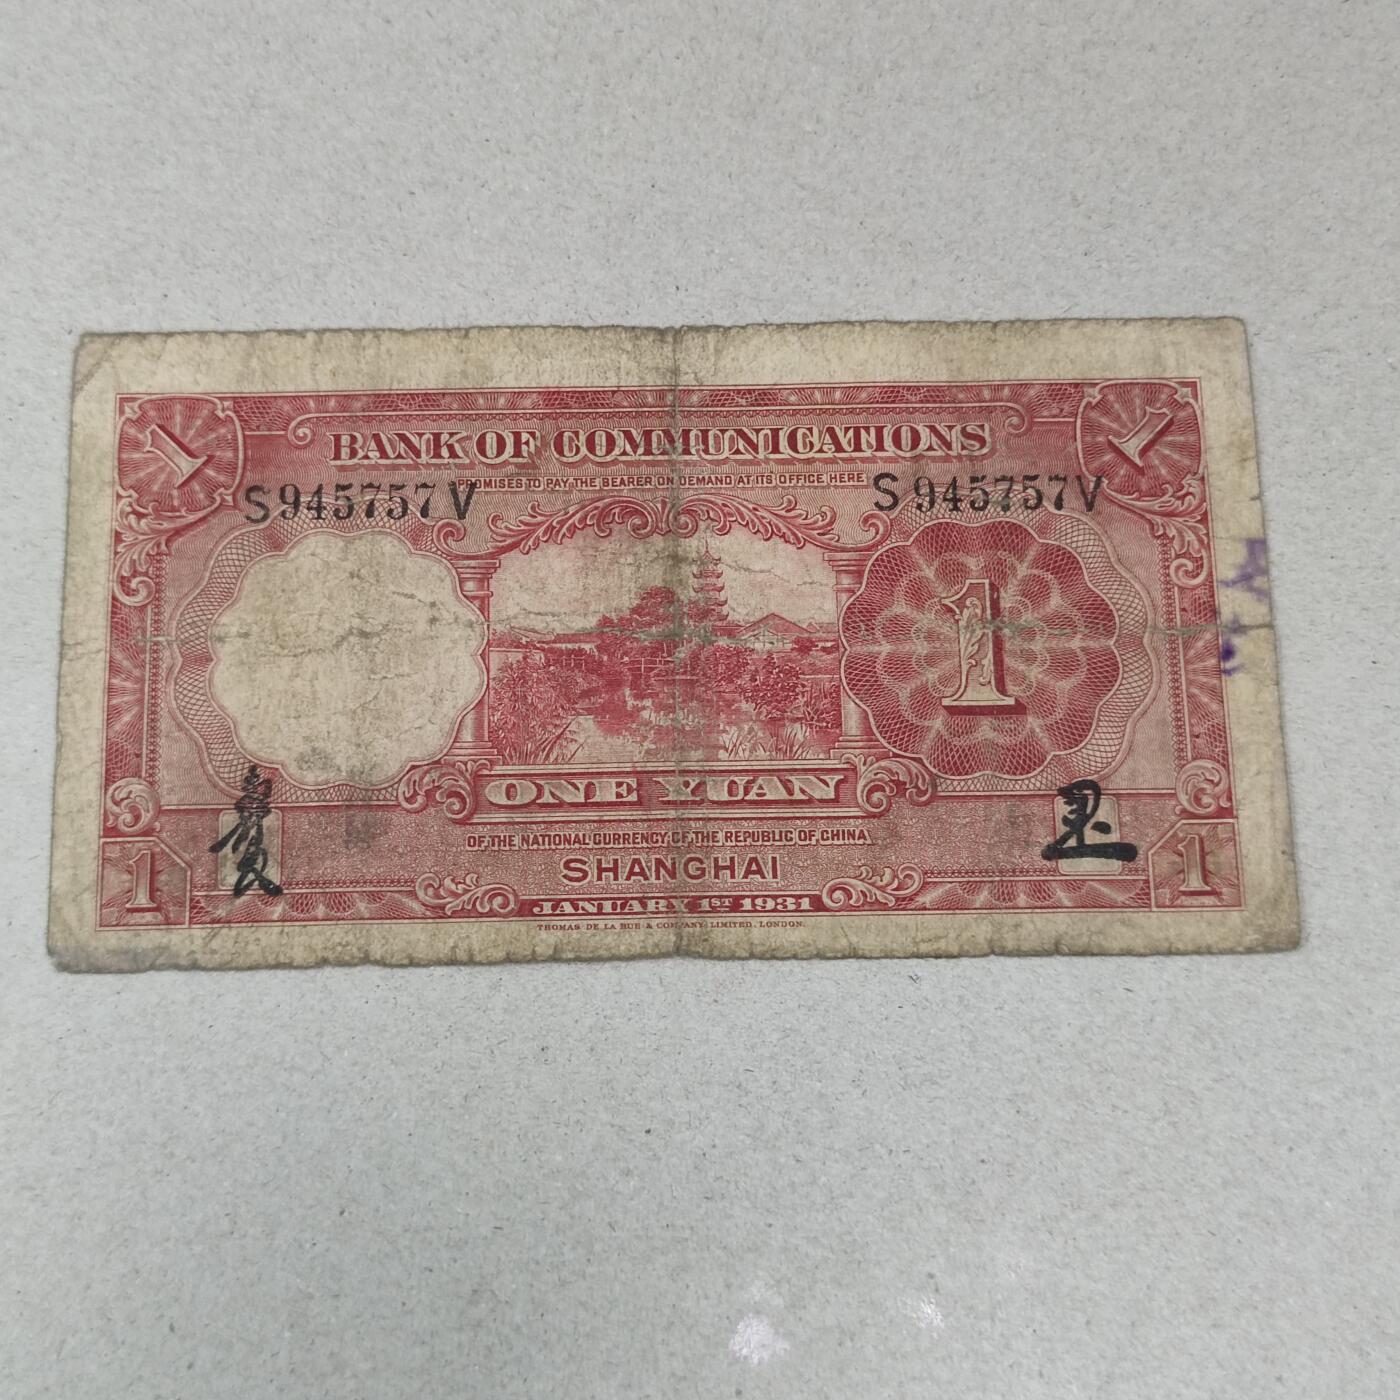 1 1
BANK OF COMMUNICATIONS
PROMISES TO PAY THE BEARER ON DEMAND AT ITS OFFICE HERE
S945757V S945757V
1
ONE YUAN
OF THE NATIONAL CURRENCY OF THE REPUBLIC OF CHINA
SHANGHAI
1 1
JANUARY 1ST 1931
THOMAS DE LA RUE & COMPANY, LIMITED, LONDON.